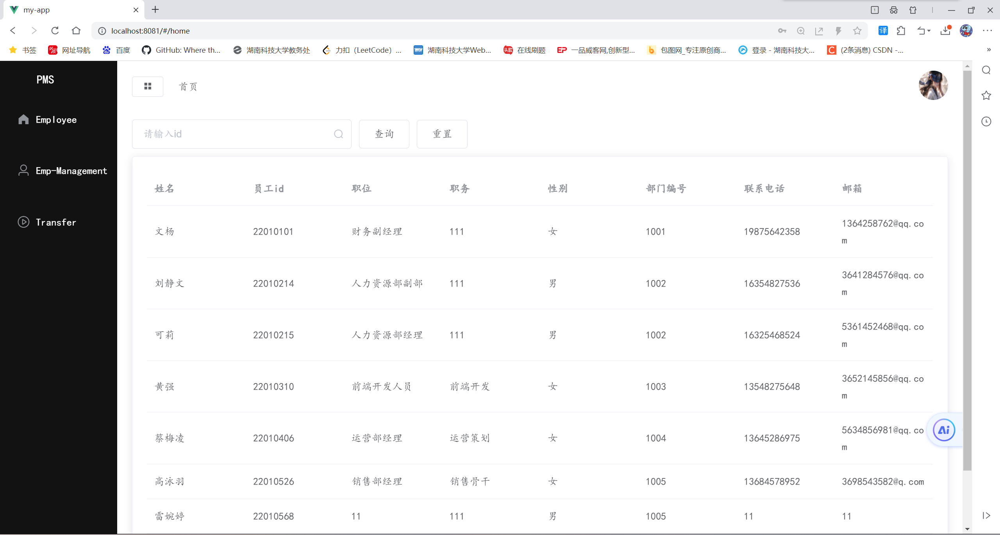 my-app
1
localhost:8081/#/home
译
书签 网址导航 百度 GitHub: Where th... 湖南科技大学教务处 力扣（LeetCode）... 湖南科技大学Web... 头歌 在线刷题 EP 一品威客网,创新型... 包图网_专注原创商... 登录 - 湖南科技大... C (2条消息) CSDN -... »
PMS
首页
Employee
请输入id
查询 重置
Emp-Management
姓名 员工id 职位 职务 性别 部门编号 联系电话 邮箱
Transfer
文杨 22010101 财务副经理 111 女 1001 19875642358 1364258762@qq.co
m
刘静文 22010214 人力资源部副部 111 男 1002 16354827536 3641284576@qq.co
m
可莉 22010215 人力资源部经理 111 男 1002 16325468524 5361452468@qq.co
m
黄强 22010310 前端开发人员 前端开发 女 1003 13548275648 3652145856@qq.co
m
蔡梅凌 22010406 运营部经理 运营策划 女 1004 13645286975 5634856981@qq.co
m
Ai
高泳羽 22010526 销售部经理 销售骨干 女 1005 13684578952 3698543582@q.com
雷婉婷 22010568 11 111 男 1005 11 11